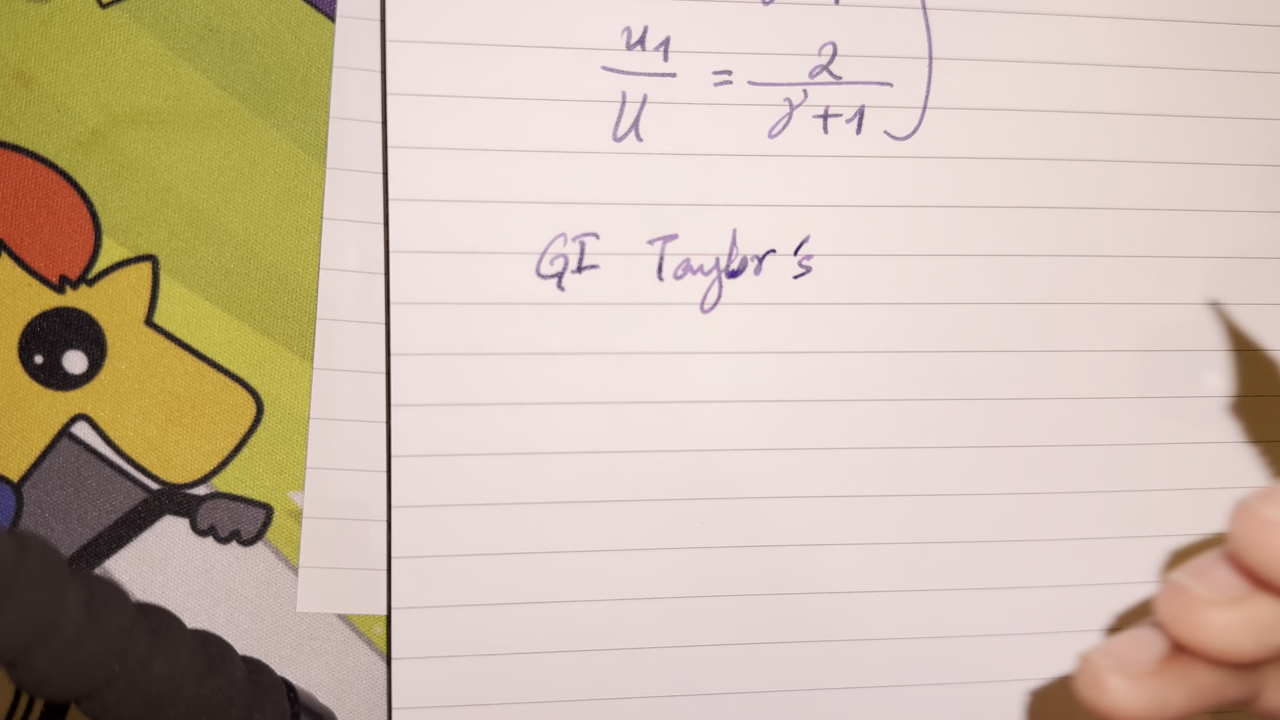 u1/U = 2/(γ+1)
GI Taylor's